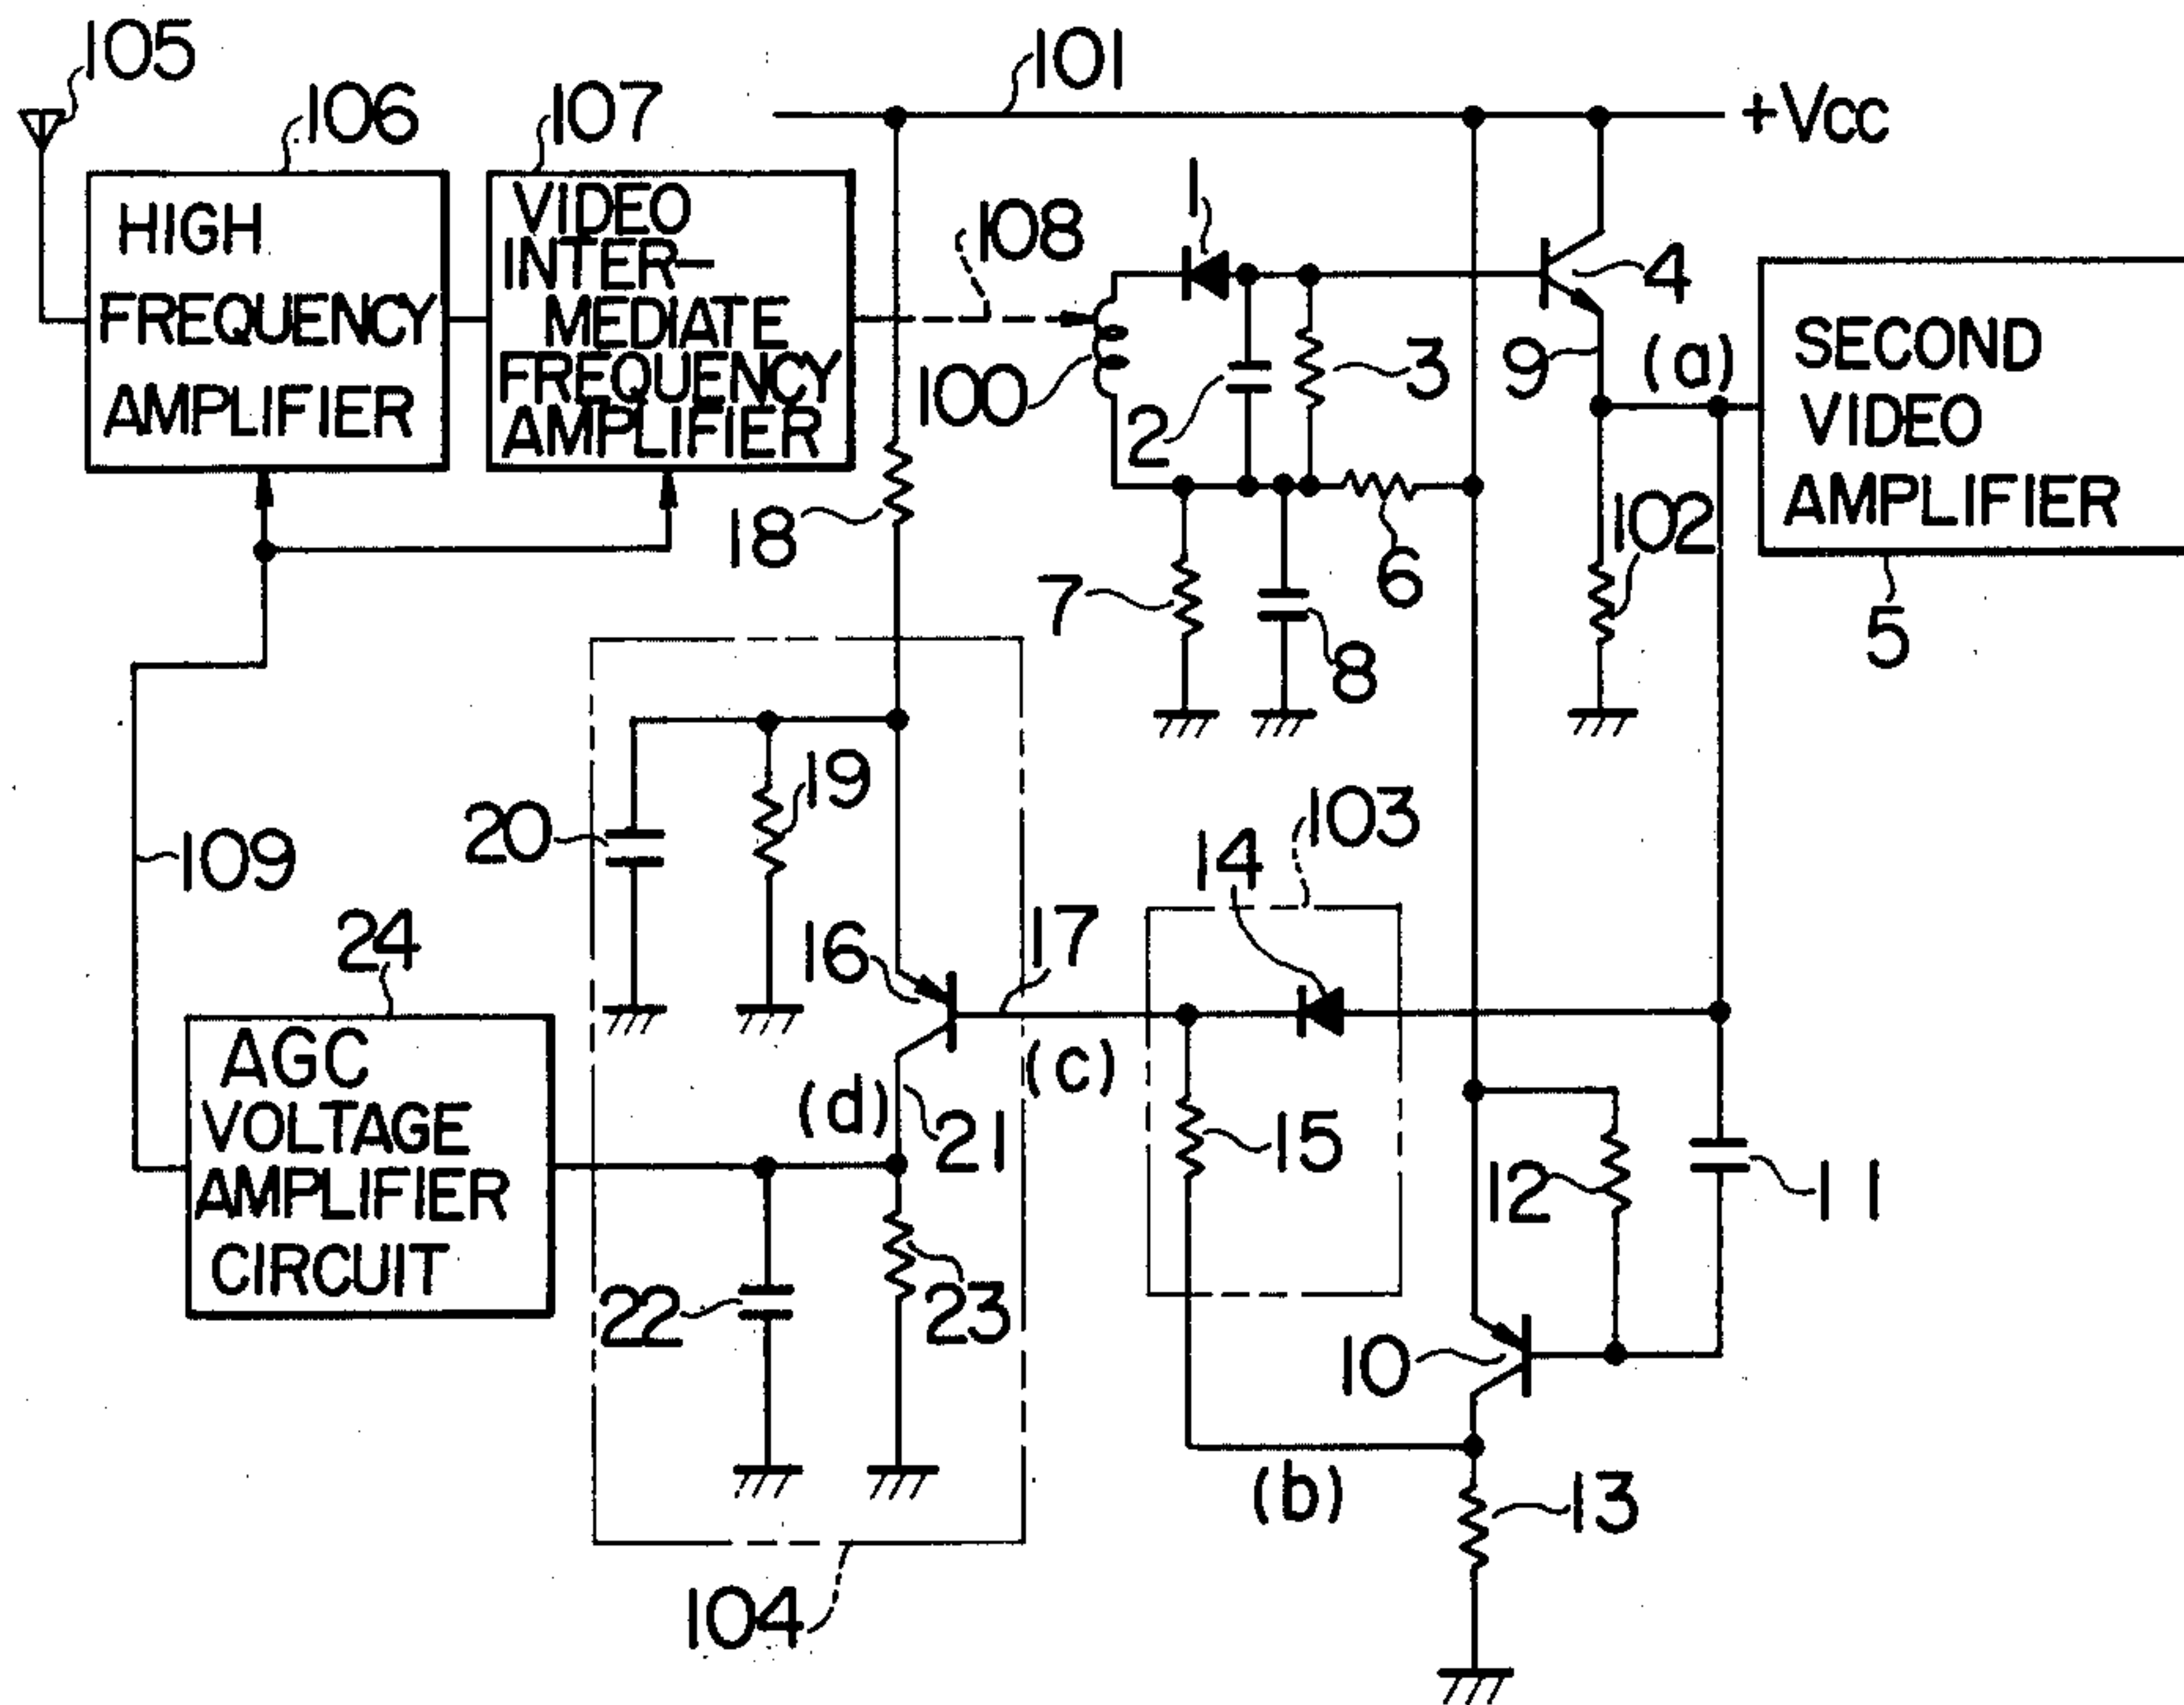 105
101
106
107
+Vcc
HIGH
FREQUENCY
AMPLIFIER
VIDEO
INTER-
MEDIATE
FREQUENCY
AMPLIFIER
108
1
4
100
2
3
9
(a)
SECOND
VIDEO
AMPLIFIER
18
7
8
6
102
5
19
20
103
109
14
24
16
17
AGC
VOLTAGE
AMPLIFIER
CIRCUIT
(c)
(d)
21
15
12
11
22
23
10
(b)
13
104